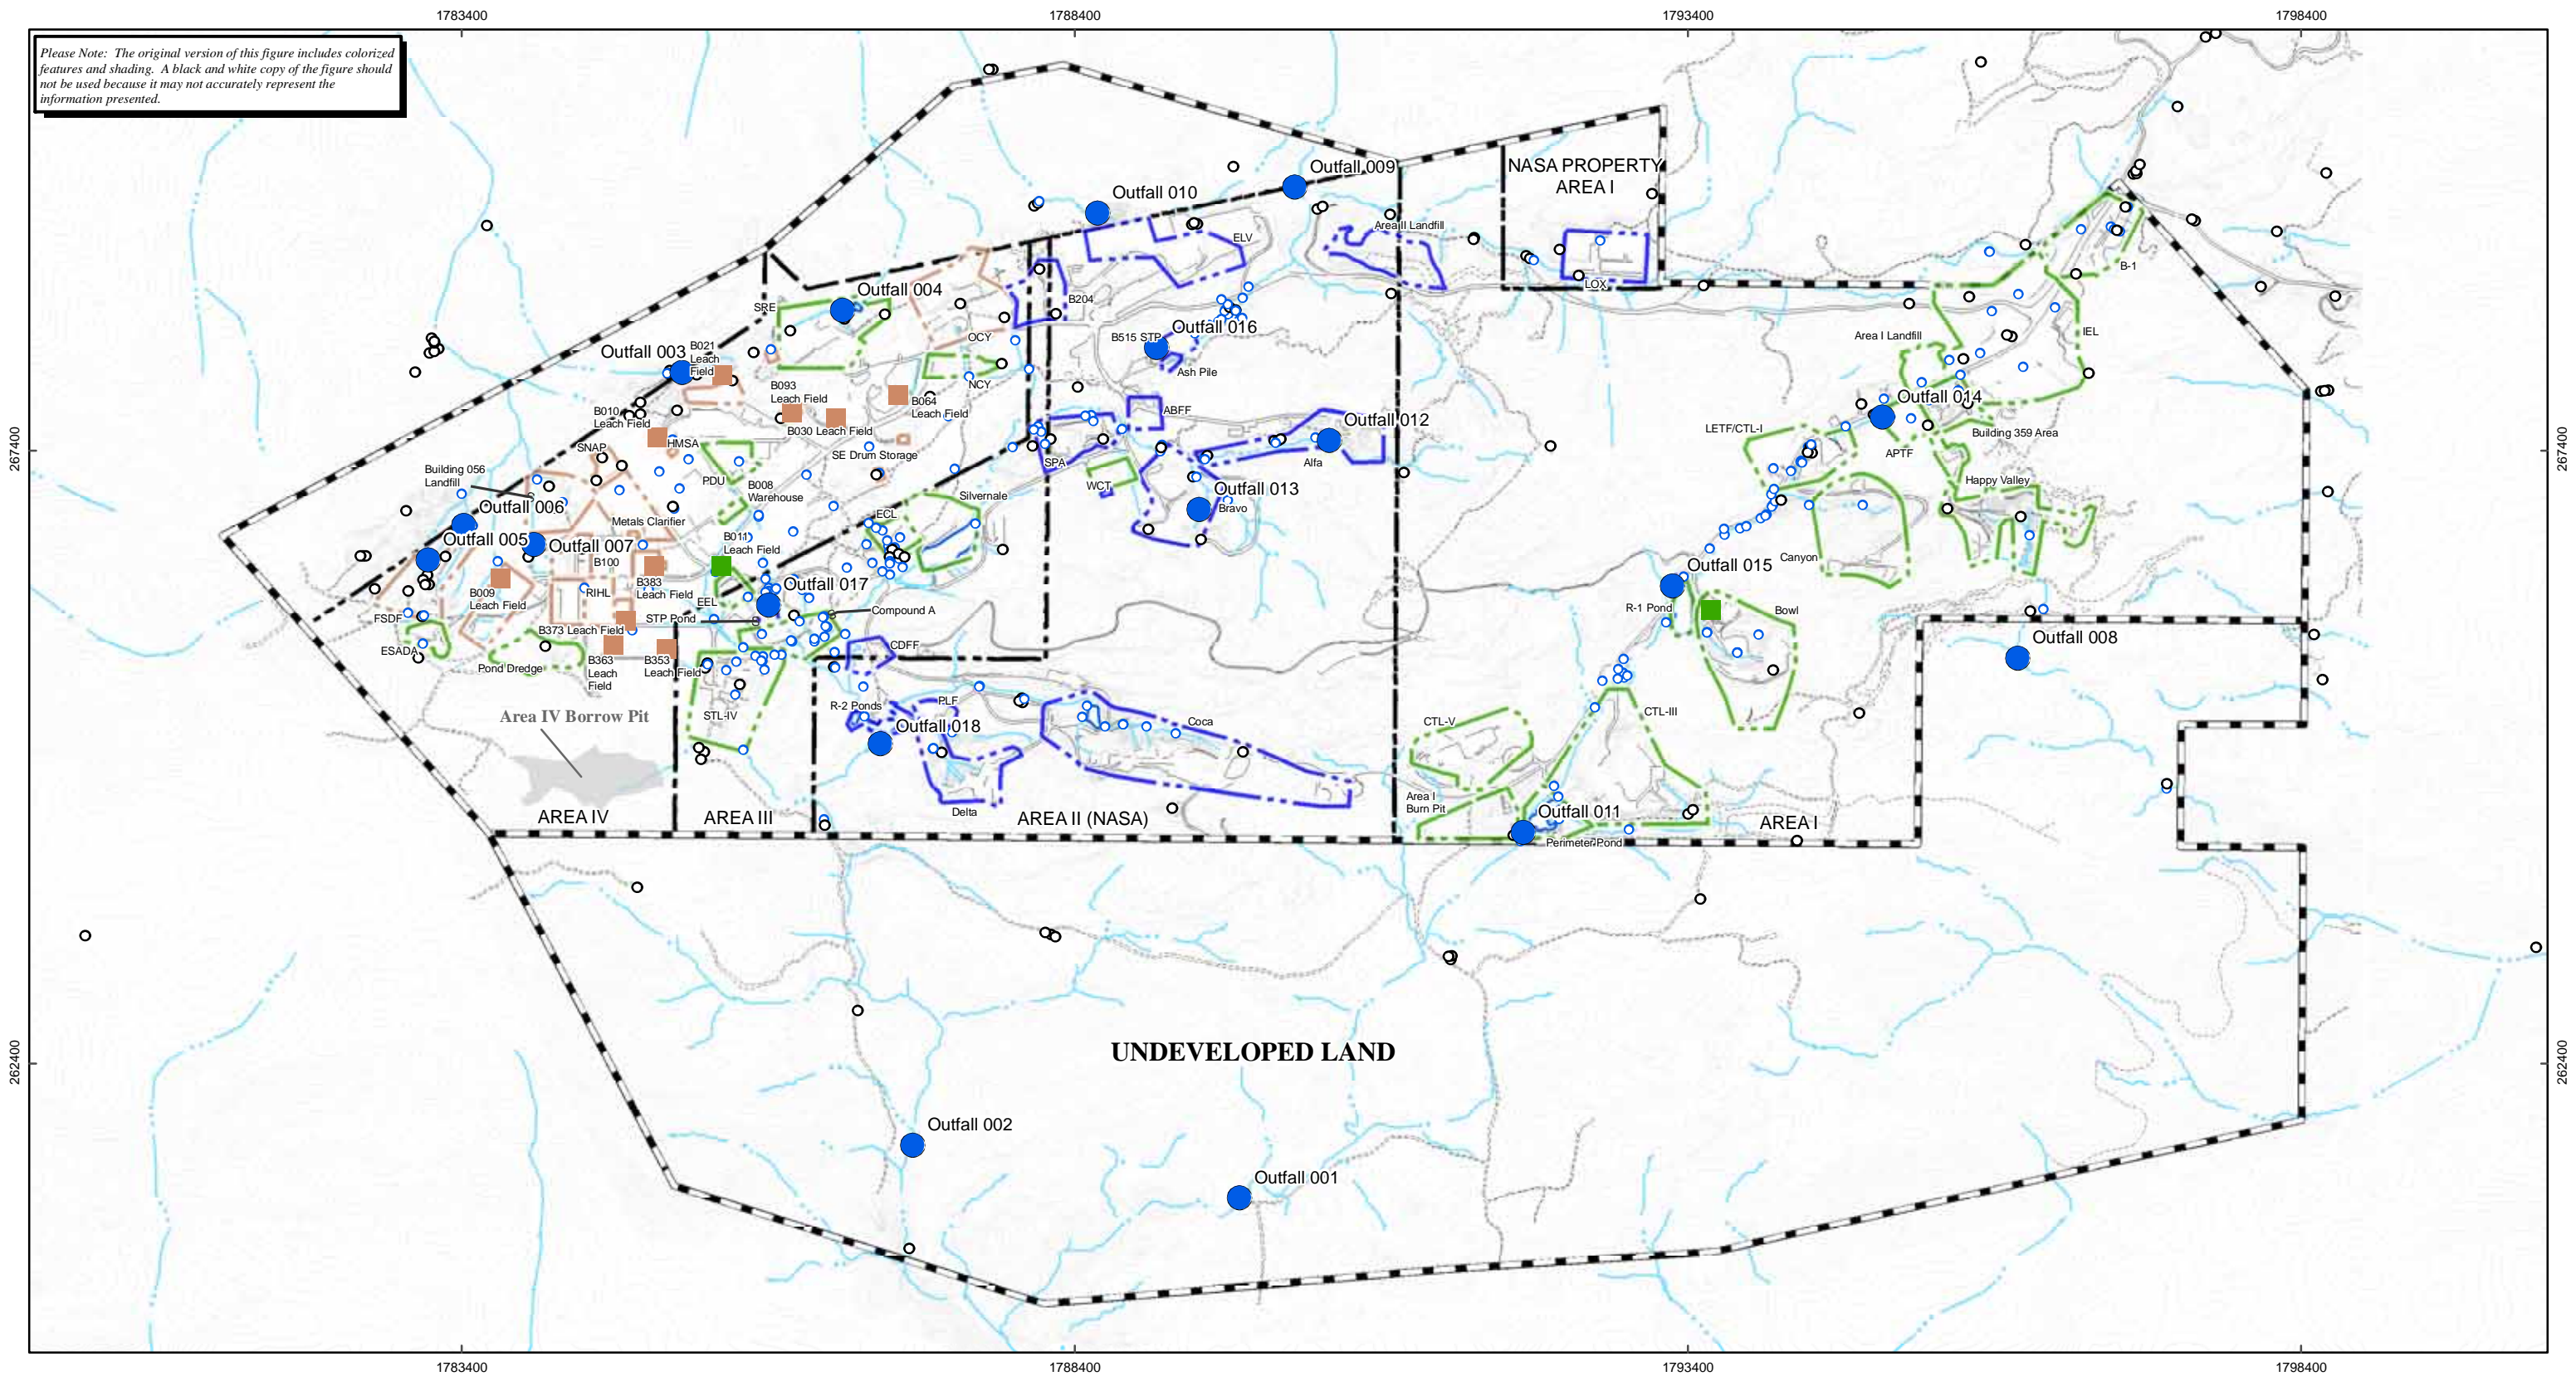 1783400
1788400
1793400
1798400
Please Note: The original version of this figure includes colorized
features and shading. A black and white copy of the figure should
not be used because it may not accurately represent the
information presented.
NASA PROPERTY
AREA I
Outfall 009
Outfall 010
Area II Landfill
ELV
B-1
LOX
Outfall 004
SRE
B204
OCY
Outfall 016
B515 STP
Ash Pile
IEL
Area I Landfill
Outfall 003
B021
Leach
Field
NCY
B093
Leach Field
B064
Leach Field
B030 Leach Field
B010
Leach Field
ABFF
Outfall 012
Outfall 014
LETF/CTL-I
Building 359 Area
APTF
267400
267400
HMSA
SNAP
SE Drum Storage
SPA
Alfa
Building 056
Landfill
PDU
B008
Warehouse
WCT
Outfall 013
Bravo
Happy Valley
Silvernale
Outfall 006
Metals Clarifier
ECL
Outfall 005
Outfall 007
B011
Leach Field
B100
Canyon
Outfall 015
B383
Leach Field
Outfall 017
B009
Leach Field
RIHL
EEL
Compound A
R-1 Pond
Bowl
FSDF
STP Pond
B373 Leach Field
Outfall 008
ESADA
Pond Dredge
B363
Leach
Field
B353
Leach Field
CDFF
R-2 Ponds
PLF
Area IV Borrow Pit
STL-IV
Outfall 018
Coca
CTL-V
CTL-III
Area I
Burn Pit
Delta
Outfall 011
AREA IV
AREA III
AREA II (NASA)
AREA I
Perimeter Pond
UNDEVELOPED LAND
262400
262400
Outfall 002
Outfall 001
1783400
1788400
1793400
1798400